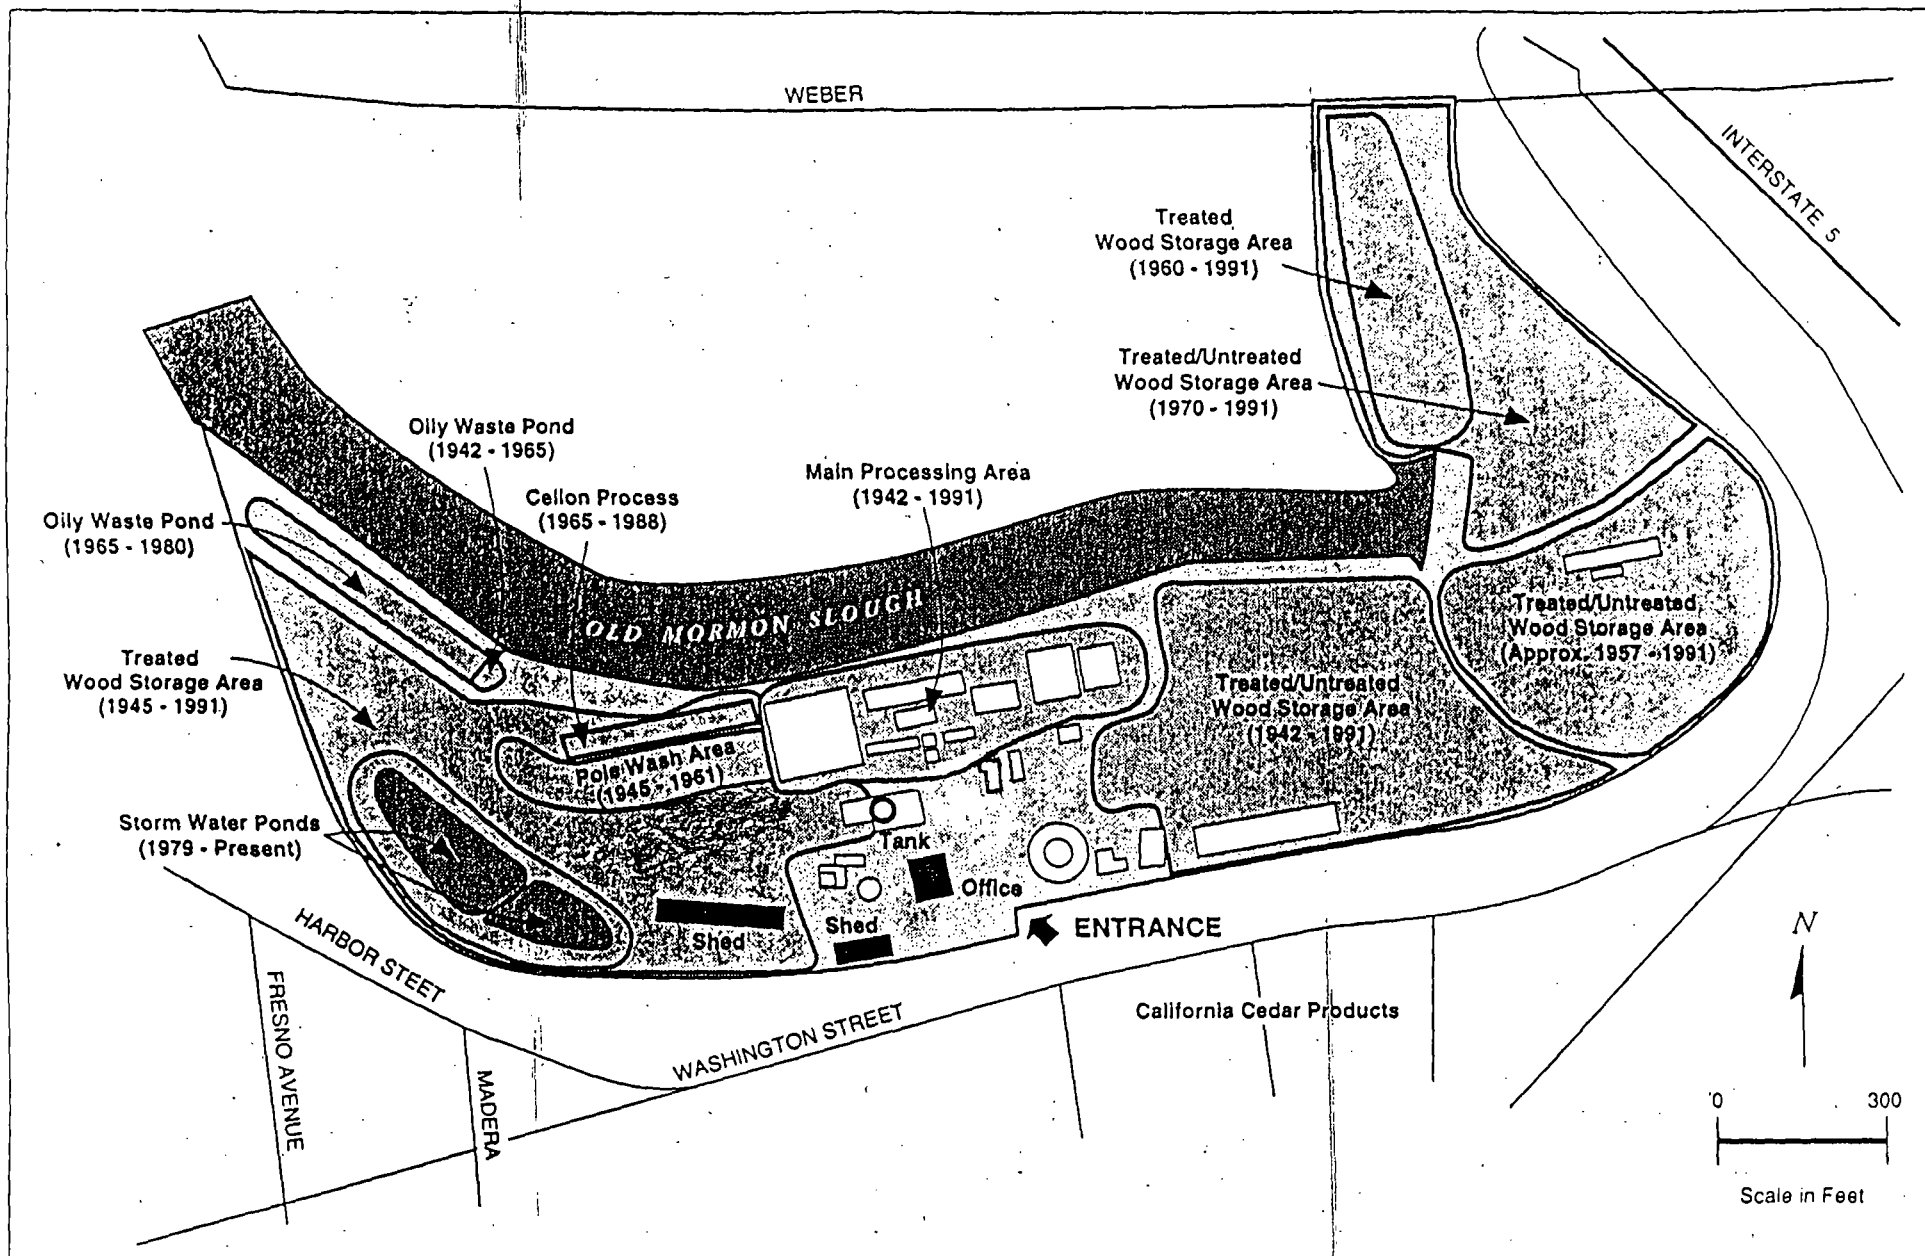 WEBER
INTERSTATE 5
Treated
Wood Storage Area
(1960 - 1991)
Treated/Untreated
Wood Storage Area
(1970 - 1991)
Oily Waste Pond
(1942 - 1965)
Main Processing Area
(1942 - 1991)
Cellon Process
(1965 - 1988)
Oily Waste Pond
(1965 - 1980)
OLD MORMON SLOUGH
Treated/Untreated
Wood Storage Area
(Approx. 1957 - 1991)
Treated
Wood Storage Area
(1945 - 1991)
Treated/Untreated
Wood Storage Area
(1942 - 1991)
Pole Wash Area
(1945 - 1961)
Storm Water Ponds
(1979 - Present)
Tank
Office
Shed
Shed
ENTRANCE
HARBOR STEET
FRESNO AVENUE
MADERA
WASHINGTON STREET
California Cedar Products
N
0 300
Scale in Feet